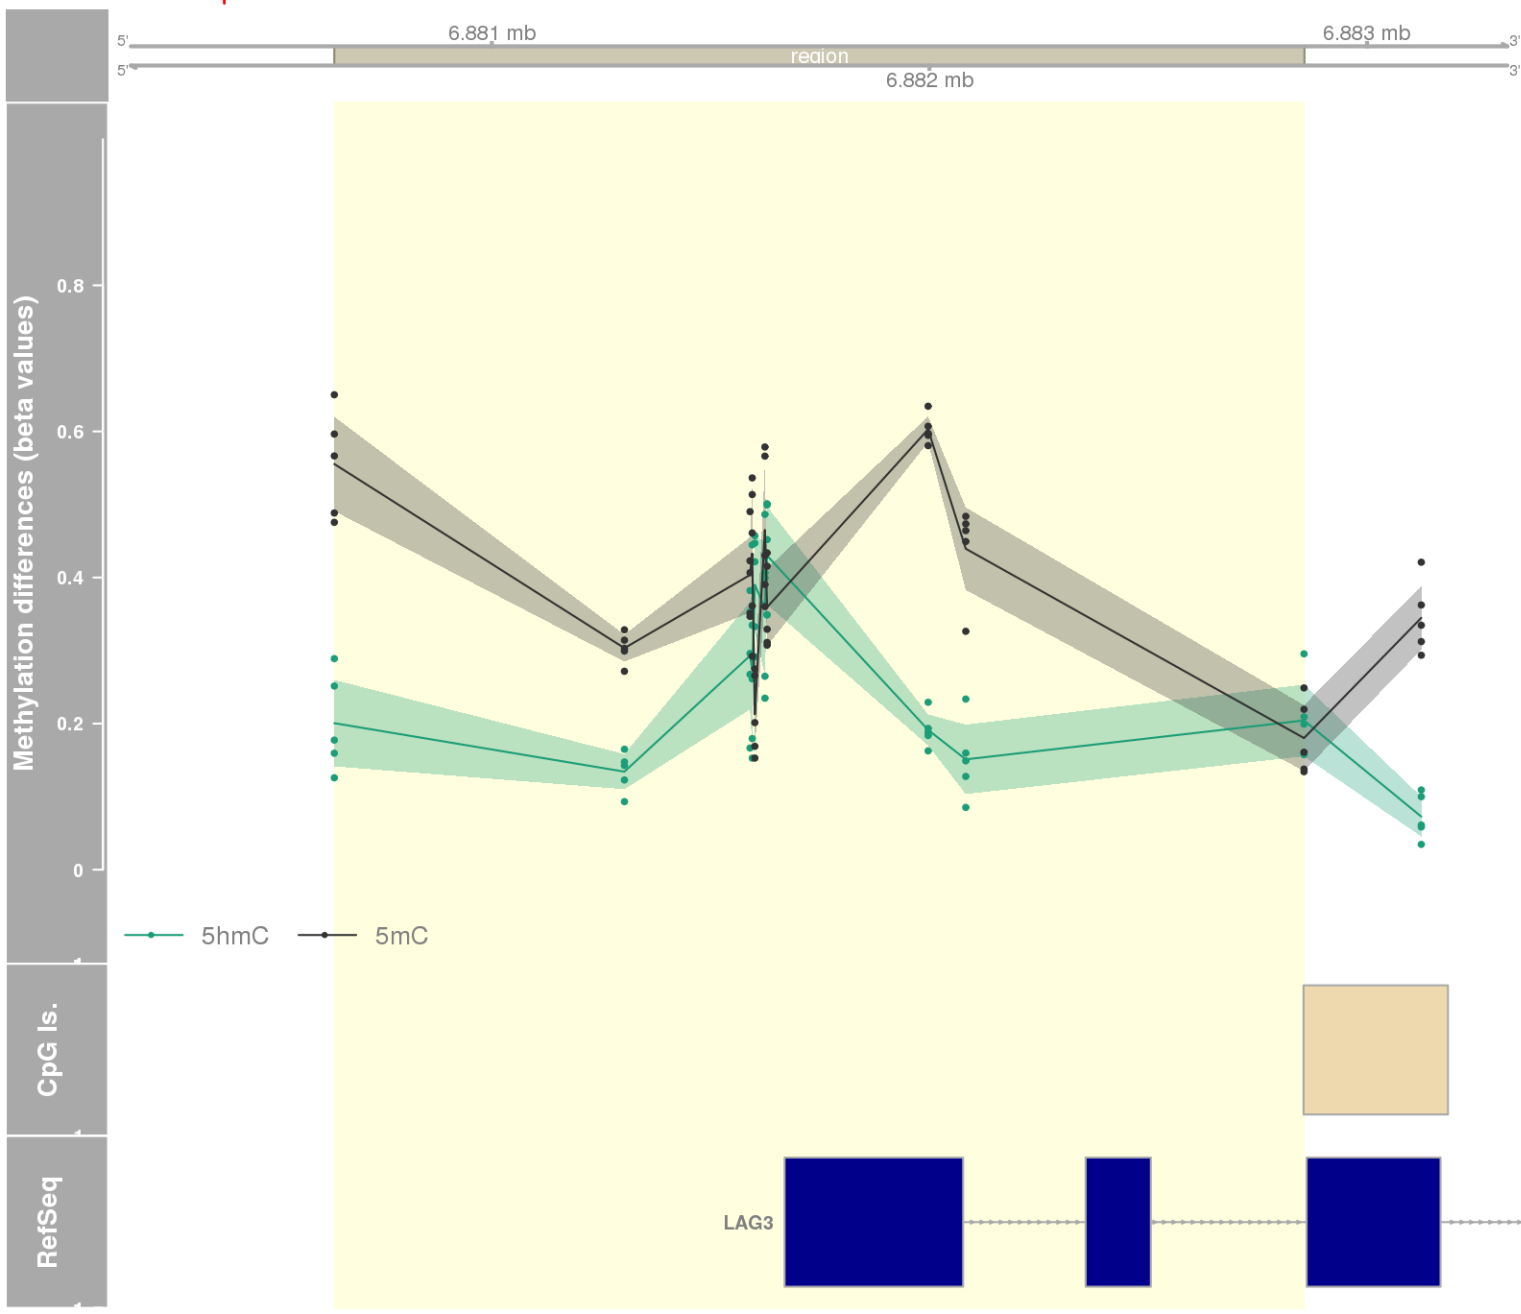 6.881 mb
6.883 mb
5'
3'
region
5'
3'
6.882 mb
Methylation differences (beta values)
0.8
0.6
0.4
0.2
0
5hmC
5mC
CpG Is.
RefSeq
LAG3